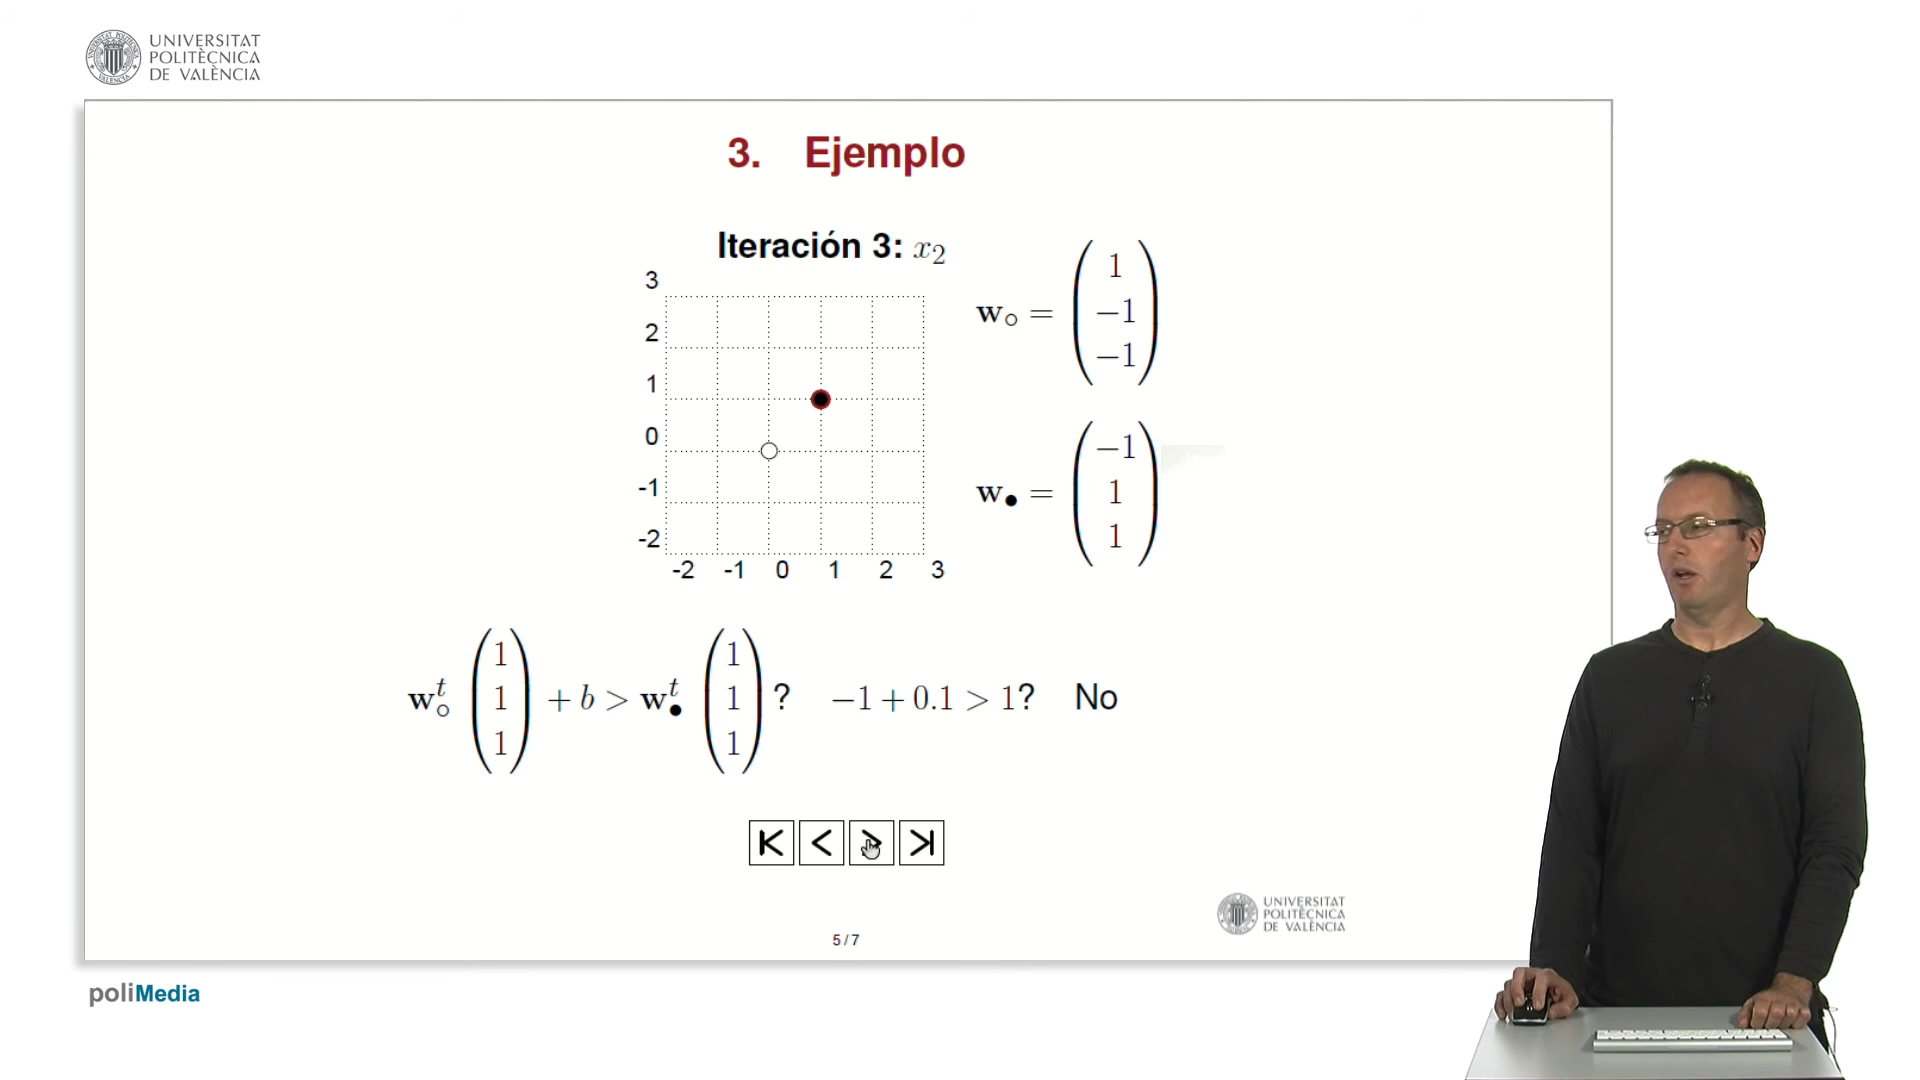 UNIVERSITAT
POLITÈCNICA
DE VALÈNCIA
3. Ejemplo
Iteración 3: x₂
3
2
1
0
-1
-2
-2 -1 0 1 2 3
w○ = (1 −1 −1)
w● = (−1 1 1)
wᵗ○ (1 1 1) + b > wᵗ● (1 1 1) ? −1 + 0.1 > 1? No
K < > >|
UNIVERSITAT
POLITÈCNICA
DE VALÈNCIA
5 / 7
poliMedia